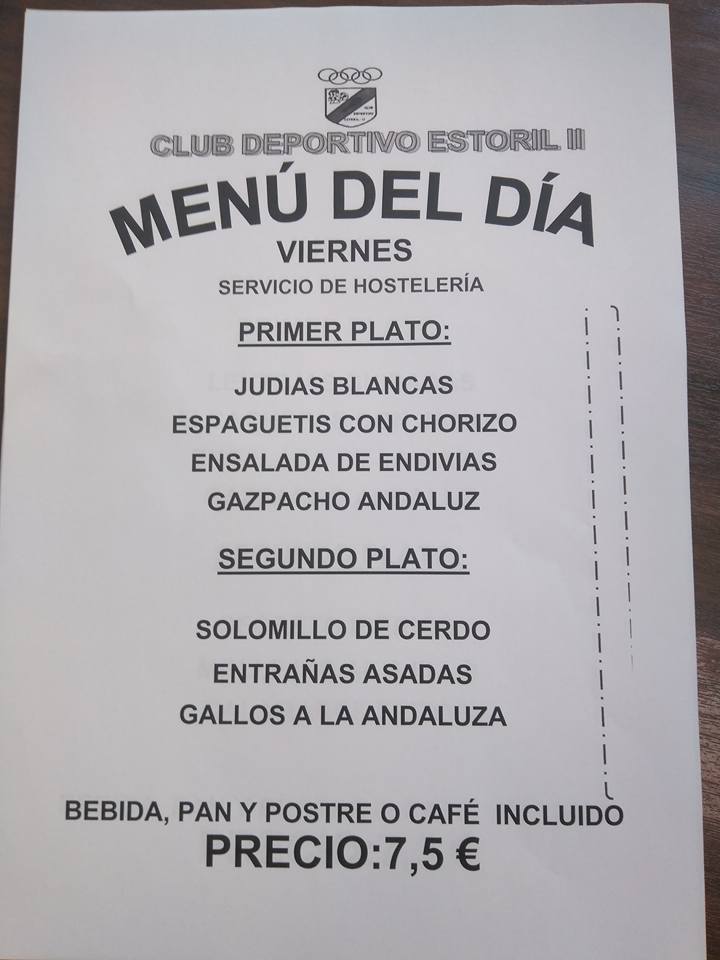 CLUB DEPORTIVO ESTORIL II
MENÚ DEL DÍA
VIERNES
SERVICIO DE HOSTELERÍA
PRIMER PLATO:
JUDIAS BLANCAS
ESPAGUETIS CON CHORIZO
ENSALADA DE ENDIVIAS
GAZPACHO ANDALUZ
SEGUNDO PLATO:
SOLOMILLO DE CERDO
ENTRAÑAS ASADAS
GALLOS A LA ANDALUZA
BEBIDA, PAN Y POSTRE O CAFÉ INCLUIDO
PRECIO:7,5 €